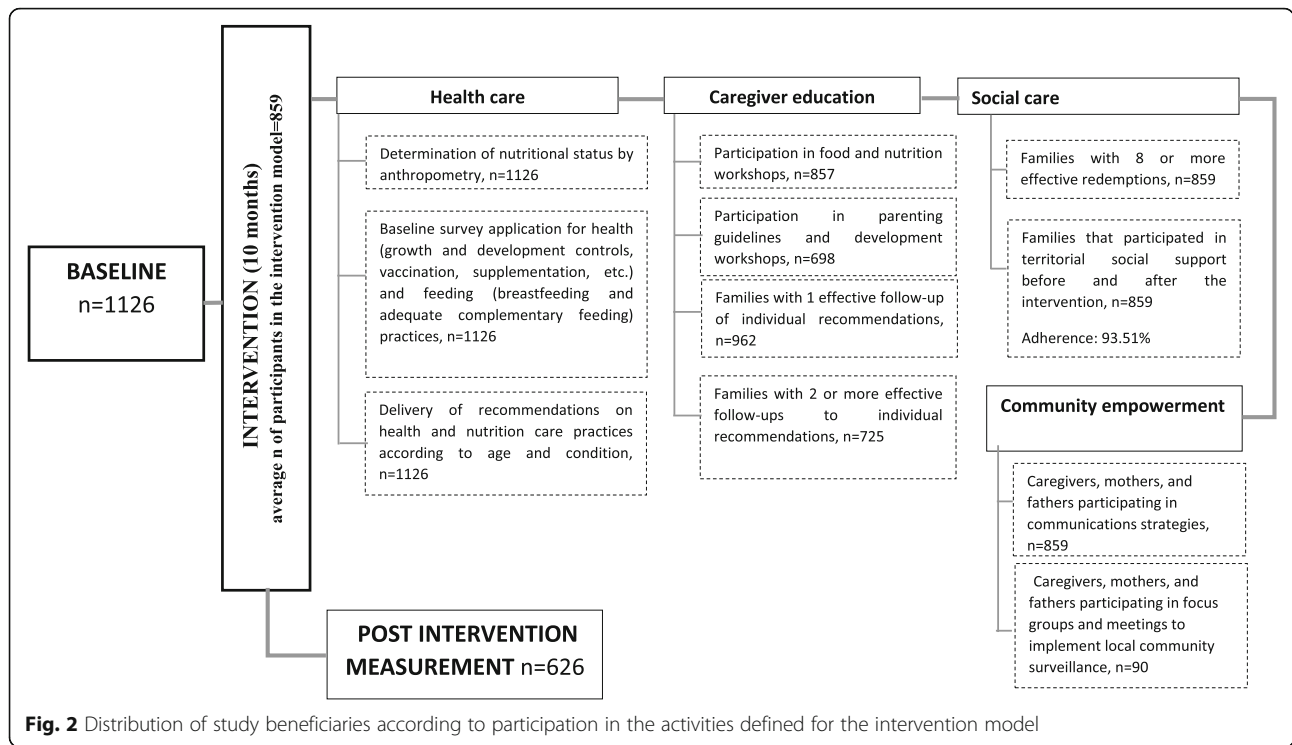 BASELINE
n=1126
INTERVENTION (10 months)
average n of participants in the intervention model=859
Health care
Determination of nutritional status by
anthropometry, n=1126
Baseline survey application for health
(growth and development controls,
vaccination, supplementation, etc.)
and feeding (breastfeeding and
adequate complementary feeding)
practices, n=1126
Delivery of recommendations on
health and nutrition care practices
according to age and condition,
n=1126
Caregiver education
Participation in food and nutrition
workshops, n=857
Participation in parenting
guidelines and development
workshops, n=698
Families with 1 effective follow-up
of individual recommendations,
n=962
Families with 2 or more effective
follow-ups to individual
recommendations, n=725
Social care
Families with 8 or more
effective redemptions, n=859
Families that participated in
territorial social support
before and after the
intervention, n=859
Adherence: 93.51%
Community empowerment
Caregivers, mothers, and
fathers participating in
communications strategies,
n=859
Caregivers, mothers, and
fathers participating in focus
groups and meetings to
implement local community
surveillance, n=90
POST INTERVENTION
MEASUREMENT n=626
Fig. 2 Distribution of study beneficiaries according to participation in the activities defined for the intervention model